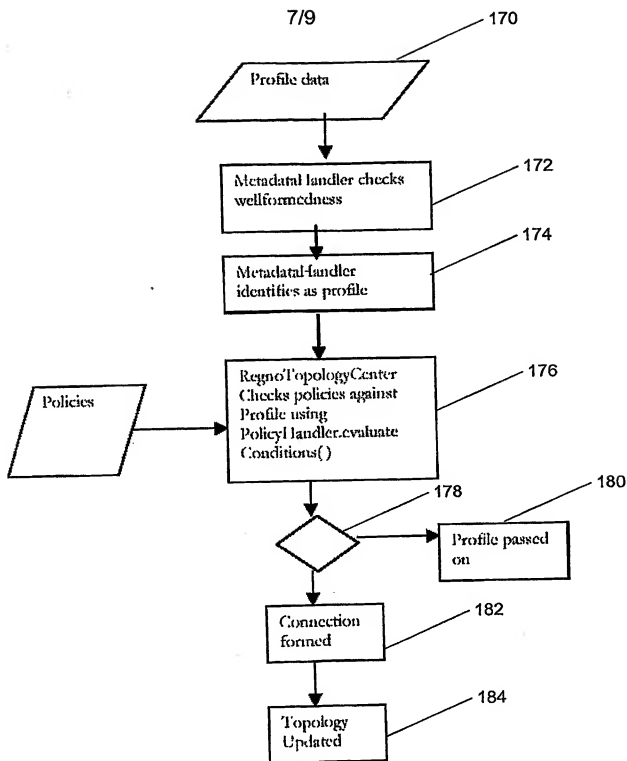 7/9
170
Profile data
172
MetadataHandler checks
wellformedness
174
MetadataHandler
identifies as profile
176
RegnoTopologyCenter
Checks policies against
Profile using
PolicyHandler.evaluate
Conditions()
Policies
178
180
Profile passed
on
182
Connection
formed
184
Topology
Updated